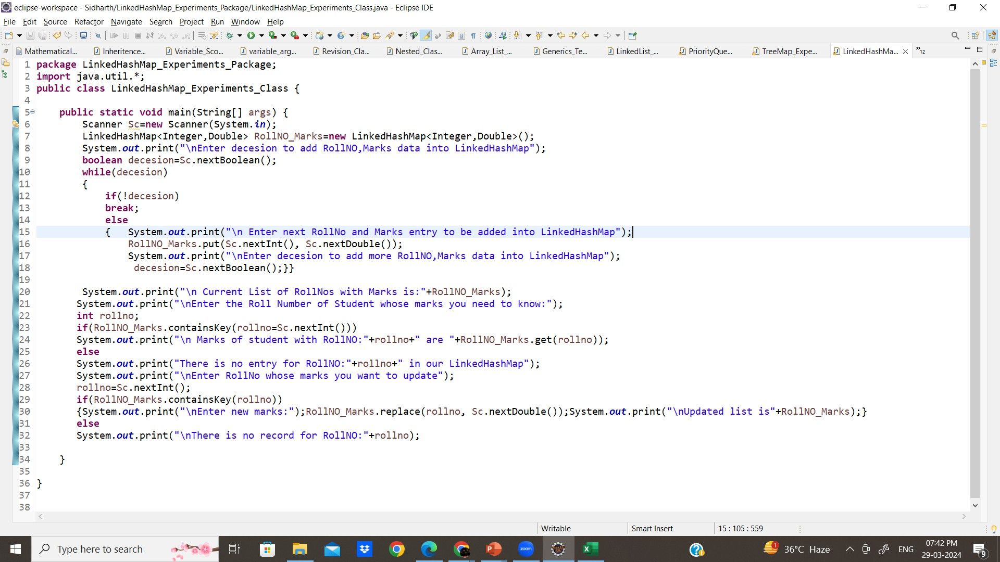 eclipse-workspace - Sidharth/LinkedHashMap_Experiments_Package/LinkedHashMap_Experiments_Class.java - Eclipse IDE
File Edit Source Refactor Navigate Search Project Run Window Help
Mathematical... Inheritence... Variable_Sco... variable_arg... Revision_Cla... Nested_Clas... Array_List_... Generics_Te... LinkedList_... PriorityQue... TreeMap_Expe... LinkedHashMa... »12
1 package LinkedHashMap_Experiments_Package;
2 import java.util.*;
3 public class LinkedHashMap_Experiments_Class {
4
5 public static void main(String[] args) {
6 Scanner Sc=new Scanner(System.in);
7 LinkedHashMap<Integer,Double> RollNO_Marks=new LinkedHashMap<Integer,Double>();
8 System.out.print("\nEnter decesion to add RollNO,Marks data into LinkedHashMap");
9 boolean decesion=Sc.nextBoolean();
10 while(decesion)
11 {
12 if(!decesion)
13 break;
14 else
15 { System.out.print("\n Enter next RollNo and Marks entry to be added into LinkedHashMap");
16 RollNO_Marks.put(Sc.nextInt(), Sc.nextDouble());
17 System.out.print("\nEnter decesion to add more RollNO,Marks data into LinkedHashMap");
18 decesion=Sc.nextBoolean();}}
19
20 System.out.print("\n Current List of RollNos with Marks is:"+RollNO_Marks);
21 System.out.print("\nEnter the Roll Number of Student whose marks you need to know:");
22 int rollno;
23 if(RollNO_Marks.containsKey(rollno=Sc.nextInt()))
24 System.out.print("\n Marks of student with RollNO:"+rollno+" are "+RollNO_Marks.get(rollno));
25 else
26 System.out.print("There is no entry for RollNO:"+rollno+" in our LinkedHashMap");
27 System.out.print("\nEnter RollNo whose marks you want to update");
28 rollno=Sc.nextInt();
29 if(RollNO_Marks.containsKey(rollno))
30 {System.out.print("\nEnter new marks:");RollNO_Marks.replace(rollno, Sc.nextDouble());System.out.print("\nUpdated list is"+RollNO_Marks);}
31 else
32 System.out.print("\nThere is no record for RollNO:"+rollno);
33
34 }
35
36 }
37
38
Writable Smart Insert 15 : 105 : 559
Type here to search zoom 1 36°C Haze ENG 07:42 PM 9
29-03-2024